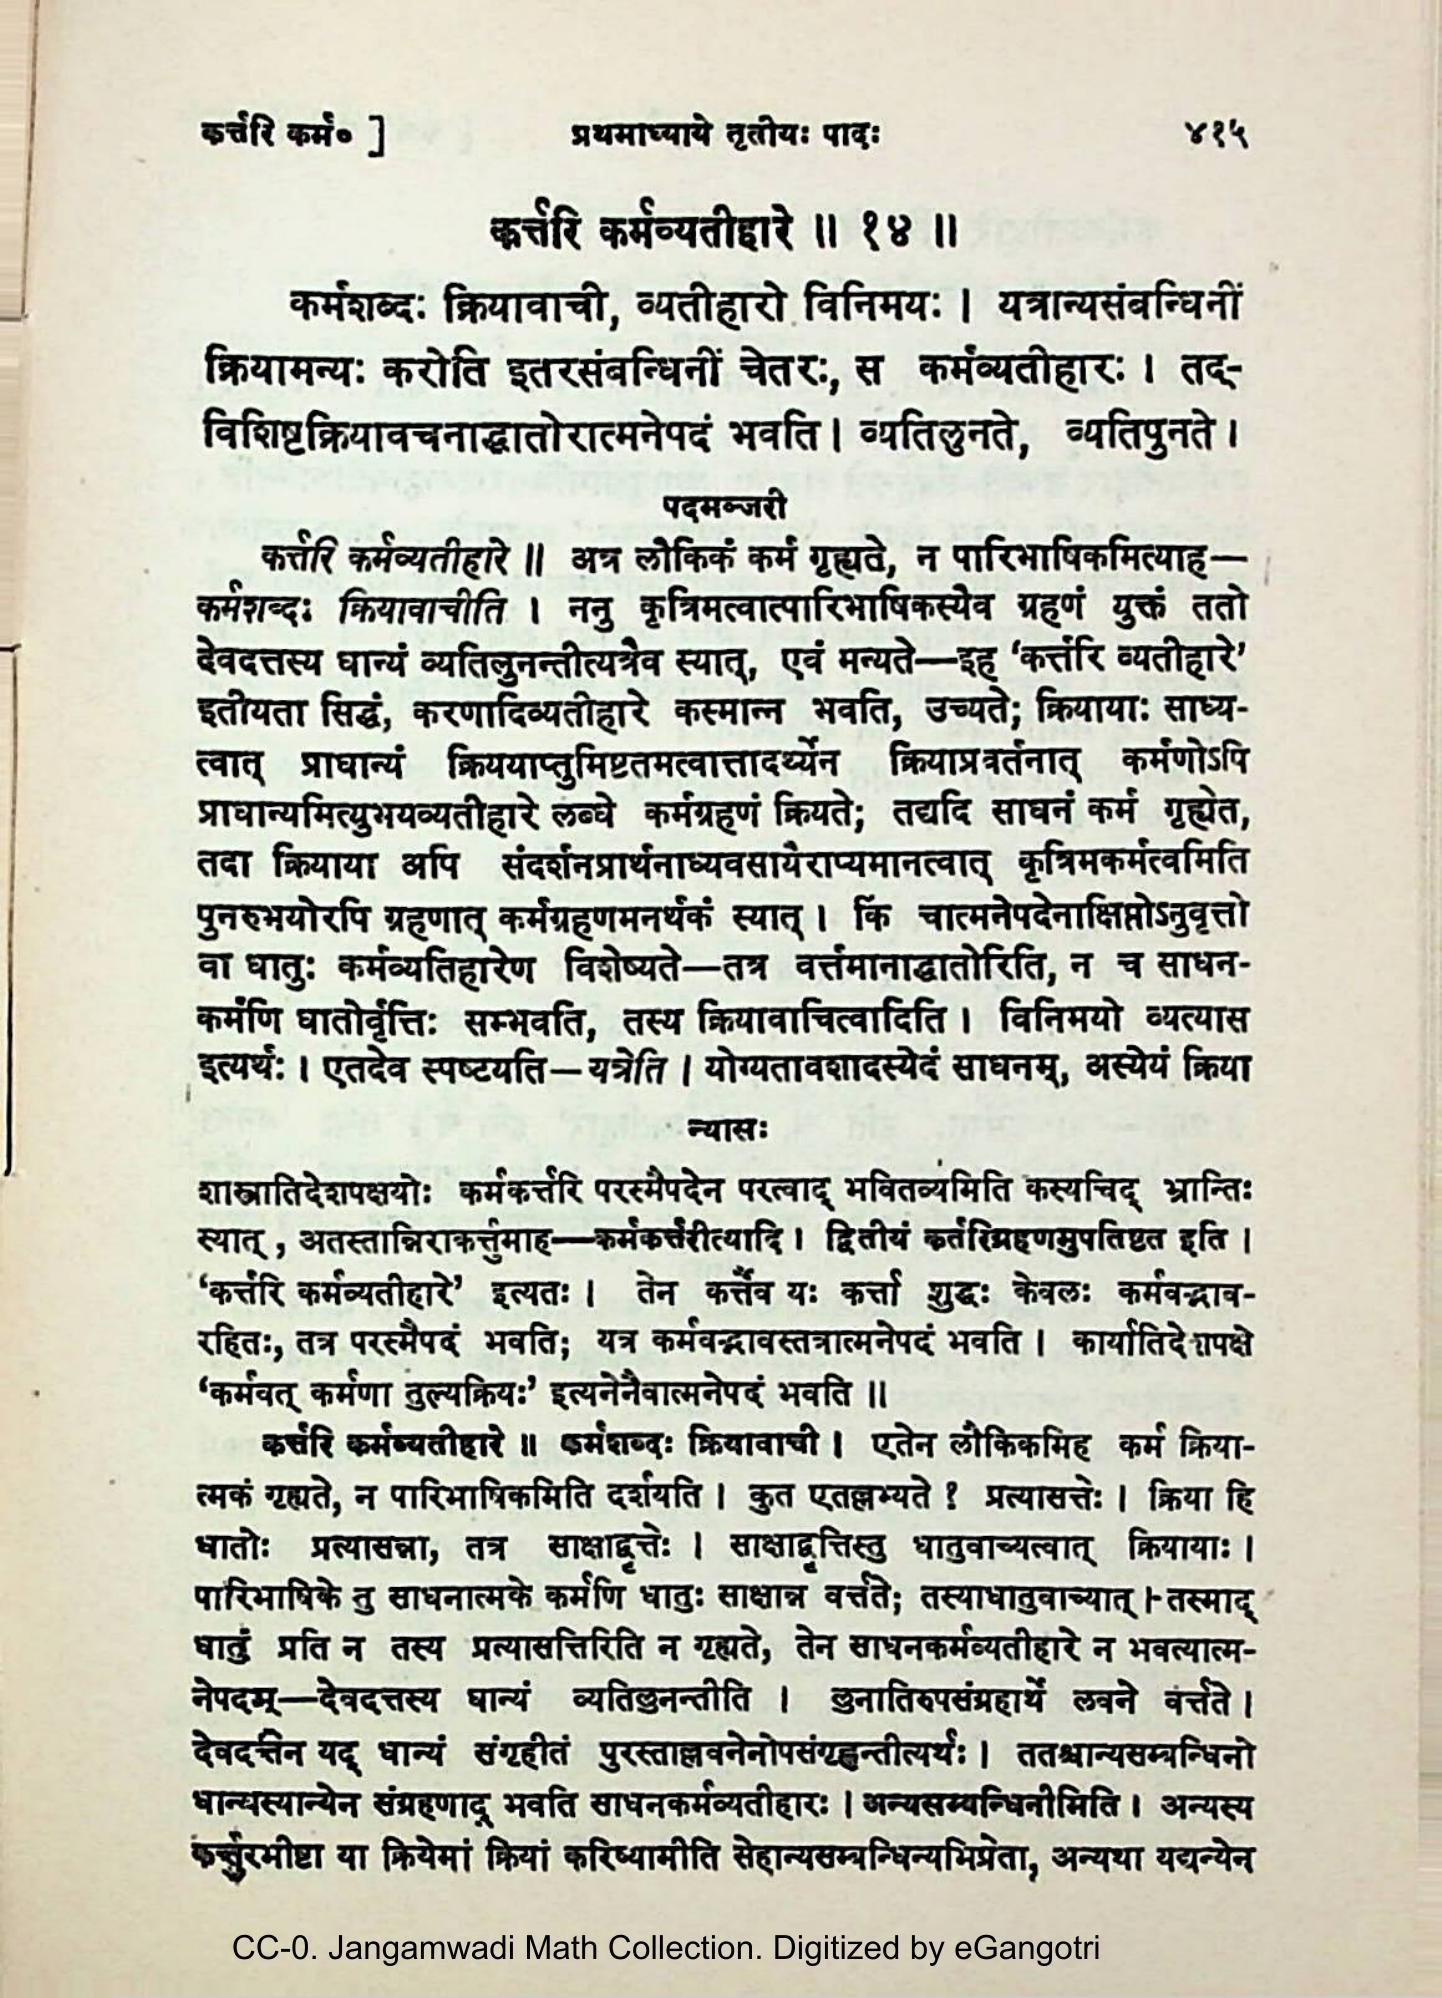 कर्त्तरि कर्म० ]
प्रथमाध्याये तृतीयः पादः
४१५
कर्त्तरि कर्मव्यतीहारे ॥ १४ ॥
कर्मशब्दः क्रियावाची, व्यतीहारो विनिमयः । यत्रान्यसंबन्धिनीं
क्रियामन्यः करोति इतरसंबन्धिनीं चेतरः, स कर्मव्यतीहारः । तद्-
विशिष्टक्रियावचनाद्धातोरात्मनेपदं भवति । व्यतिलुनते, व्यतिपुनते ।
पदमञ्जरी
कर्त्तरि कर्मव्यतीहारे ॥ अत्र लौकिकं कर्म गृह्यते, न पारिभाषिकमित्याह—
कर्मशब्दः क्रियावाचीति । ननु कृत्रिमत्वात्पारिभाषिकस्यैव ग्रहणं युक्तं ततो
देवदत्तस्य धान्यं व्यतिलुनन्तीत्यत्रैव स्यात्, एवं मन्यते—इह ‘कर्त्तरि व्यतीहारे’
इतीयता सिद्धं, करणादिव्यतीहारे कस्मान्न भवति, उच्यते; क्रियायाः साध्य-
त्वात् प्राधान्यं क्रिययाप्तुमिष्टतमत्वात्तादर्थ्येन क्रियाप्रवर्तनात् कर्मणोऽपि
प्राधान्यमित्युभयव्यतीहारे लब्धे कर्मग्रहणं क्रियते; तद्यदि साधनं कर्म गृह्येत,
तदा क्रियाया अपि संदर्शनप्रार्थनाध्यवसायैराप्यमानत्वात् कृत्रिमकर्मत्वमिति
पुनरुभयोरपि ग्रहणात् कर्मग्रहणमनर्थकं स्यात् । किं चात्मनेपदेनाक्षिप्तोऽनुवृत्तो
वा धातुः कर्मव्यतिहारेण विशेष्यते—तत्र वर्त्तमानाद्धातोरिति, न च साधन-
कर्मणि धातोर्वृत्तिः सम्भवति, तस्य क्रियावाचित्वादिति । विनिमयो व्यत्यास
इत्यर्थः । एतदेव स्पष्टयति—यत्रेति । योग्यतावशादस्येदं साधनम्, अस्येयं क्रिया
न्यासः
शास्त्रातिदेशपक्षयोः कर्मकर्त्तरि परस्मैपदेन परत्वाद् भवितव्यमिति कस्यचिद् भ्रान्तिः
स्यात्, अतस्तान्निराकर्त्तुमाह—कर्मकर्त्तरीत्यादि । द्वितीयं कर्तरिग्रहणमुपतिष्टत इति ।
‘कर्त्तरि कर्मव्यतीहारे’ इत्यतः । तेन कर्त्तैव यः कर्त्ता शुद्धः केवलः कर्मवद्भाव-
रहितः, तत्र परस्मैपदं भवति; यत्र कर्मवद्भावस्तत्रात्मनेपदं भवति । कार्यातिदेशपक्षे
‘कर्मवत् कर्मणा तुल्यक्रियः’ इत्यनेनैवात्मनेपदं भवति ॥
कर्त्तरि कर्मव्यतीहारे ॥ कर्मशब्दः क्रियावाची । एतेन लौकिकमिह कर्म क्रिया-
त्मकं गृह्यते, न पारिभाषिकमिति दर्शयति । कुत एतल्लभ्यते ? प्रत्यासत्तेः । क्रिया हि
धातोः प्रत्यासन्ना, तत्र साक्षाद्वृत्तेः । साक्षाद्वृत्तिस्तु धातुवाच्यत्वात् क्रियायाः ।
पारिभाषिके तु साधनात्मके कर्मणि धातुः साक्षान्न वर्त्तते; तस्याधातुवाच्यात् । तस्माद्
धातुं प्रति न तस्य प्रत्यासत्तिरिति न गृह्यते, तेन साधनकर्मव्यतीहारे न भवत्यात्म-
नेपदम्—देवदत्तस्य धान्यं व्यतिलुनन्तीति । लुनातिरुपसंग्रहार्थे लवने वर्त्तते ।
देवदत्तेन यद् धान्यं संगृहीतं पुरस्ताल्लवनेनोपसंगृह्णन्तीत्यर्थः । ततश्चान्यसम्बन्धिनो
धान्यस्यान्येन संग्रहणाद् भवति साधनकर्मव्यतीहारः । अन्यसम्बन्धिनीमिति । अन्यस्य
कर्त्तुरमीष्टा या क्रियेमां क्रियां करिष्यामीति सेहान्यसम्बन्धिन्यभिप्रेता, अन्यथा यद्यन्येन
CC-0. Jangamwadi Math Collection. Digitized by eGangotri